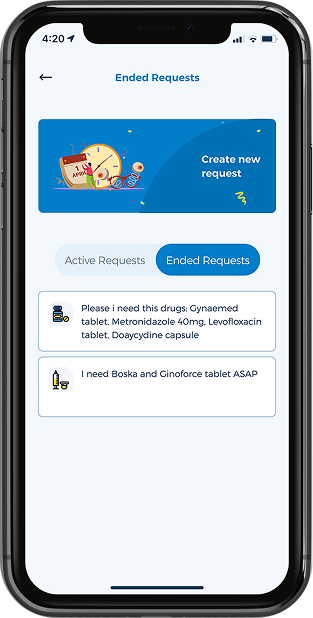 4:20
Ended Requests
1
APRIL
Create new
request
Active Requests
Ended Requests
Please i need this drugs: Gynaemed
tablet, Metronidazole 40mg, Levofloxacin
tablet, Doaycydine capsule
I need Boska and Ginoforce tablet ASAP